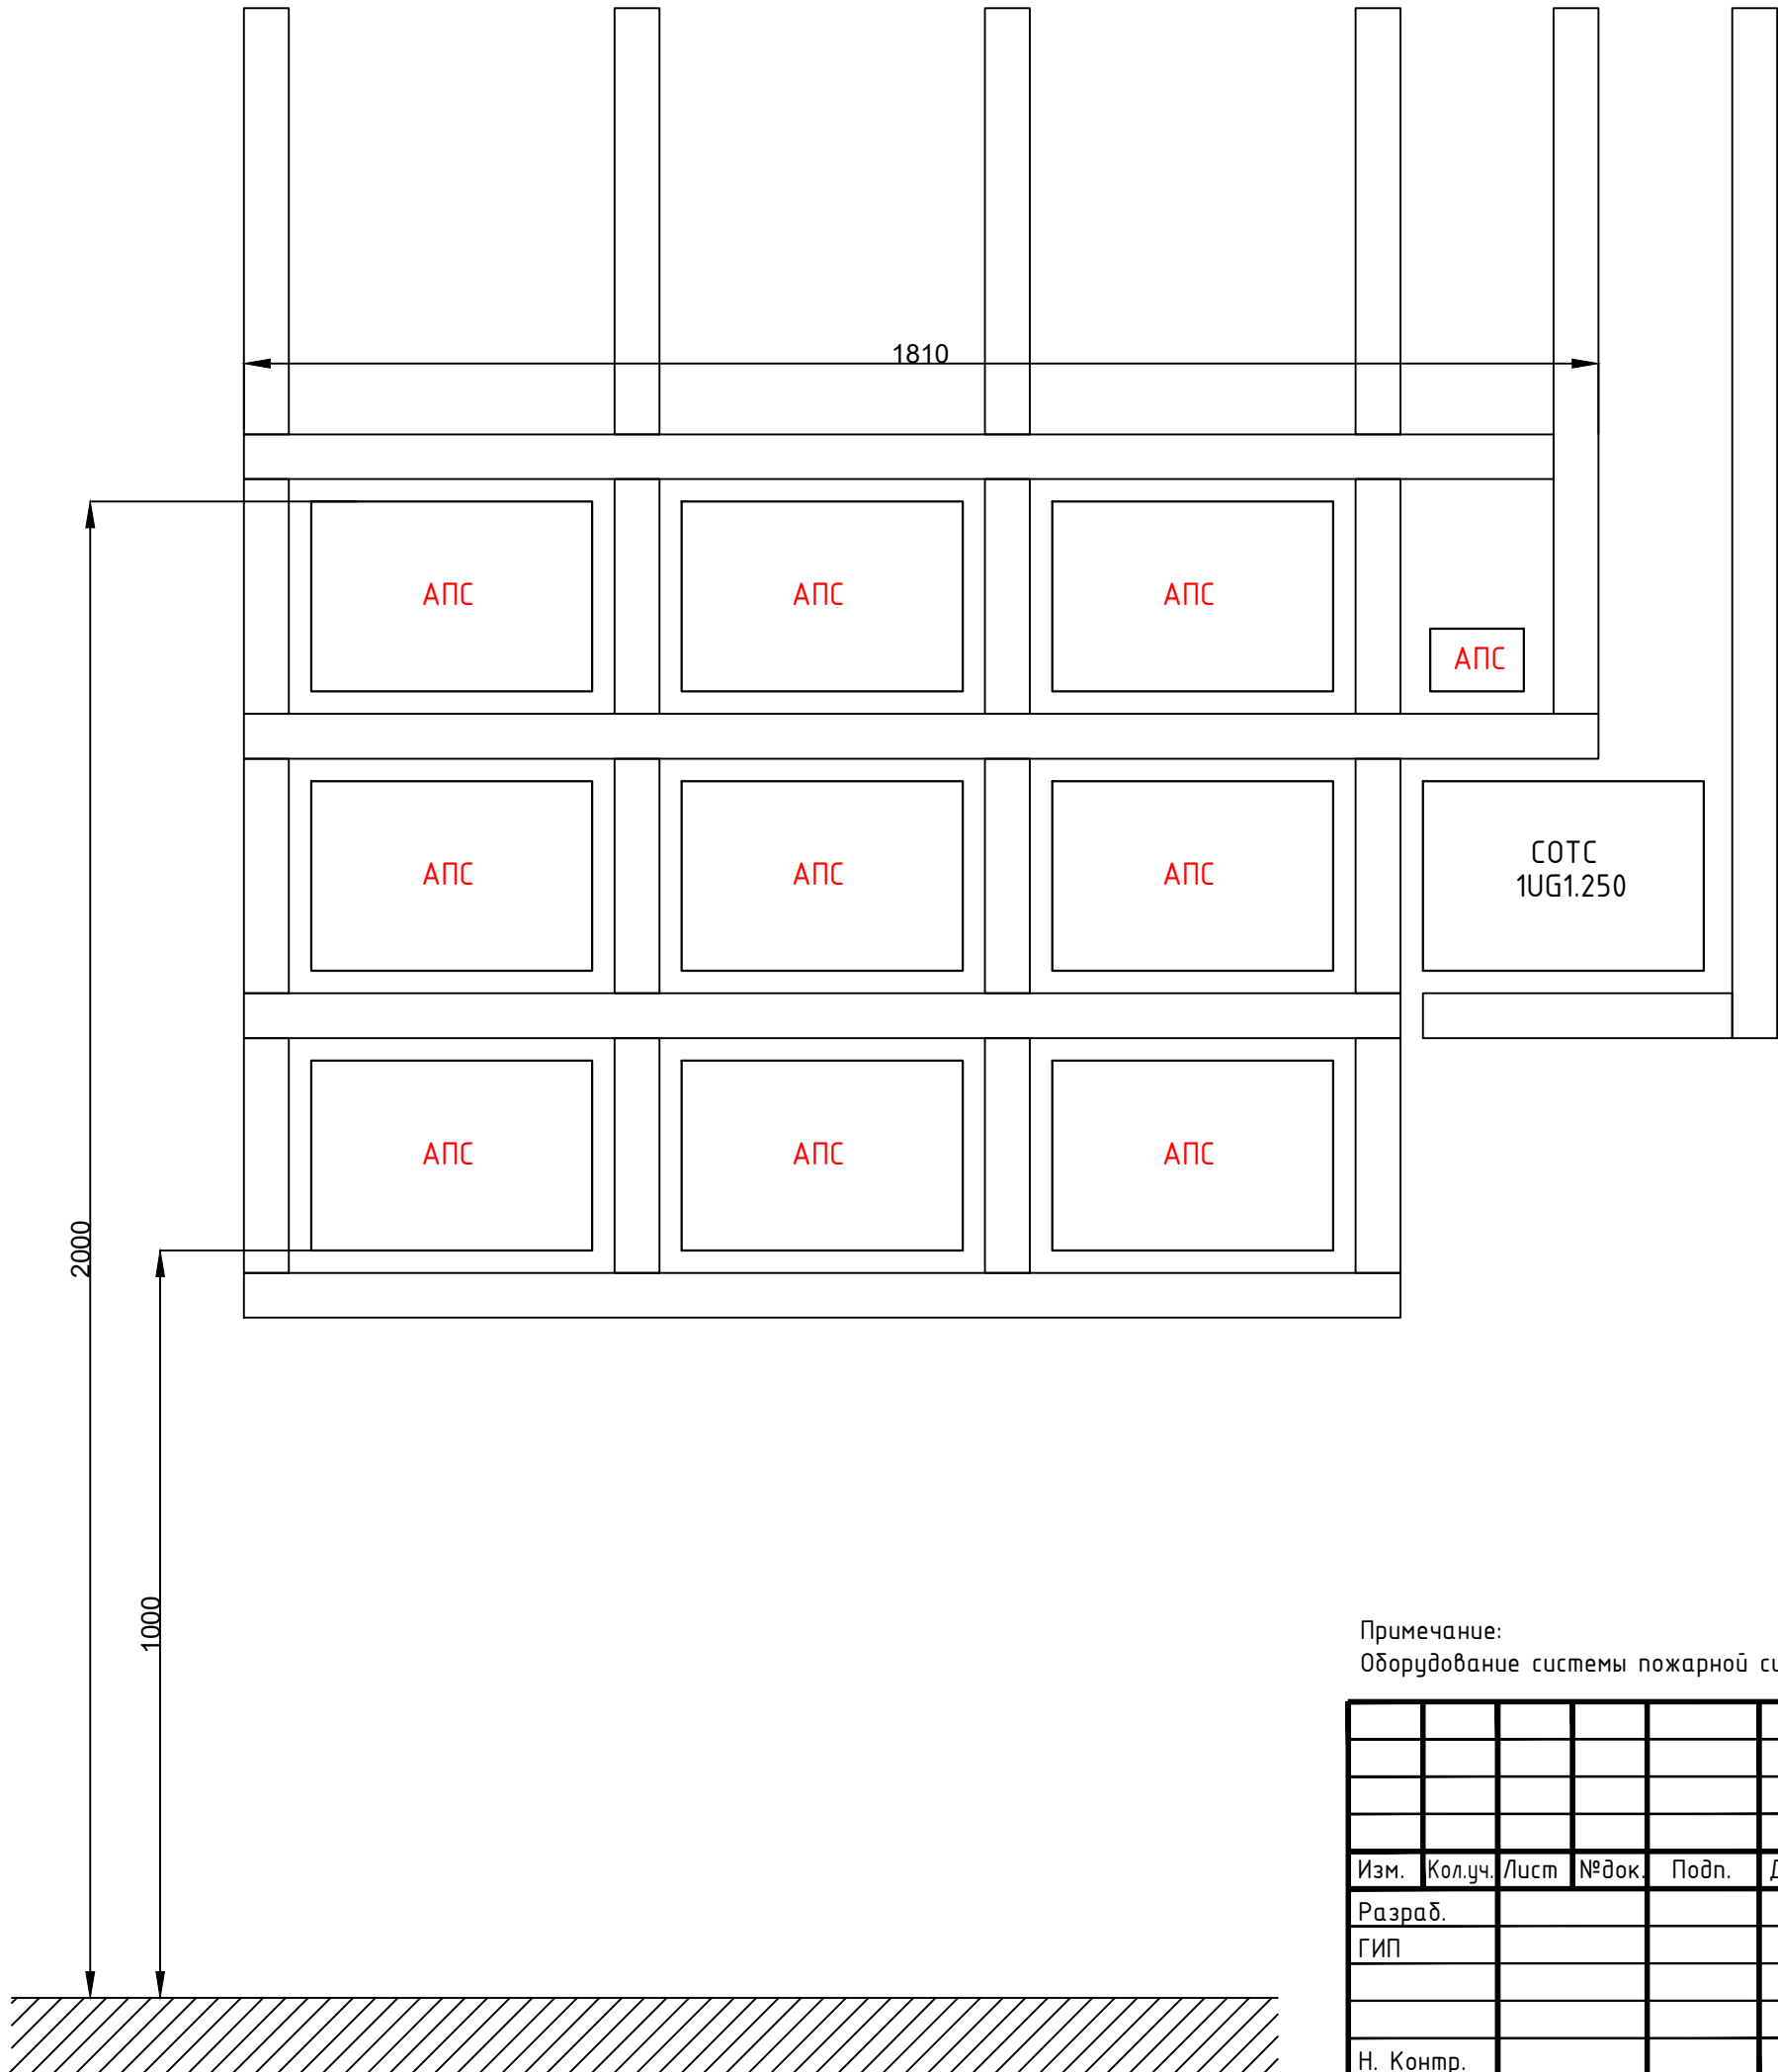 1810
АПС АПС АПС
АПС
АПС АПС АПС
СОТС
1UG1.250
АПС АПС АПС
2000
1000
Примечание:
Оборудование системы пожарной
Изм. Кол.уч. Лист №док. Подп.
Разраб.
ГИП
Н. Контр.